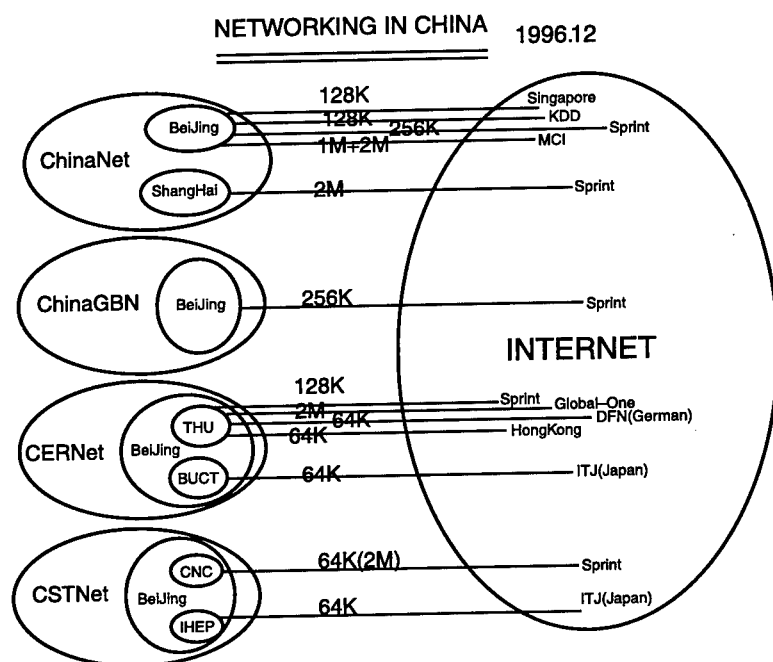 NETWORKING IN CHINA 1996.12
128K Singapore
128K KDD
BeiJing 256K Sprint
1M+2M MCI
ChinaNet
ShangHai 2M Sprint
ChinaGBN BeiJing 256K Sprint
INTERNET
128K Sprint
2M Global-One
THU 64K DFN(German)
64K HongKong
CERNet BeiJing
BUCT 64K ITJ(Japan)
CNC 64K(2M) Sprint
CSTNet BeiJing
IHEP 64K ITJ(Japan)